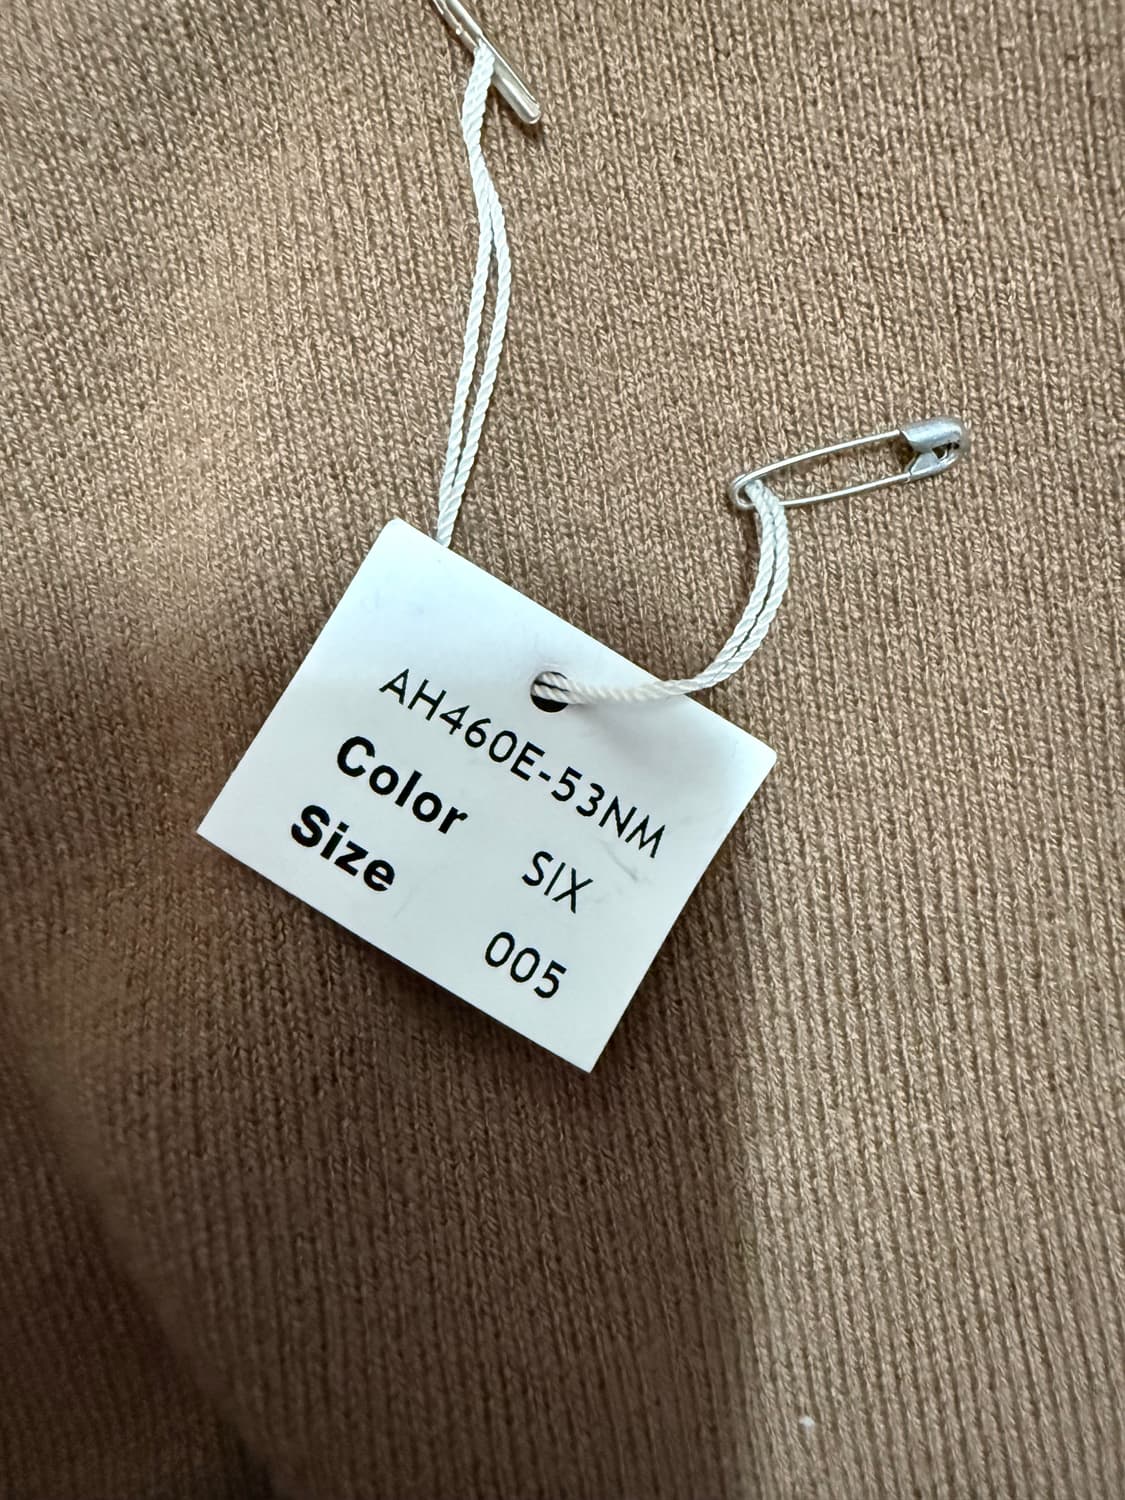 AH460E-53NM
Color SIX
Size 005